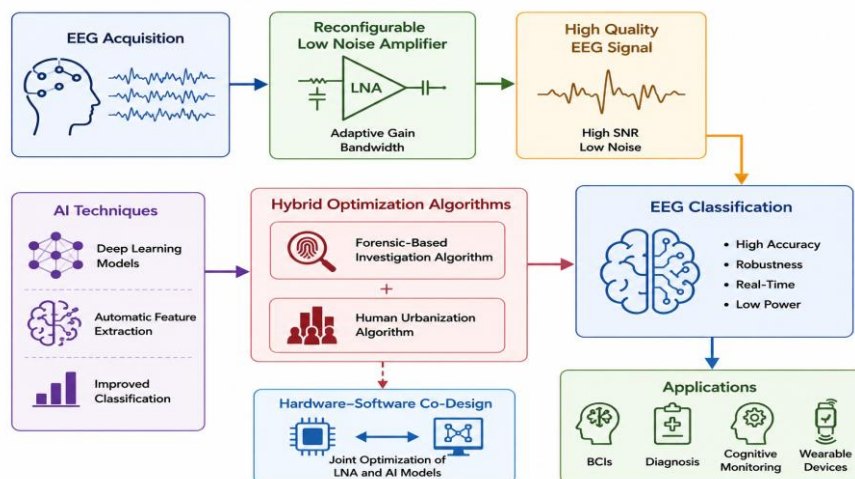 EEG Acquisition
Reconfigurable
Low Noise Amplifier
LNA
Adaptive Gain
Bandwidth
High Quality
EEG Signal
High SNR
Low Noise
AI Techniques
Deep Learning
Models
Automatic Feature
Extraction
Improved
Classification
Hybrid Optimization Algorithms
Forensic-Based
Investigation Algorithm
+
Human Urbanization
Algorithm
EEG Classification
• High Accuracy
• Robustness
• Real-Time
• Low Power
Hardware–Software Co-Design
Joint Optimization of
LNA and AI Models
Applications
BCIs
Diagnosis
Cognitive
Monitoring
Wearable
Devices